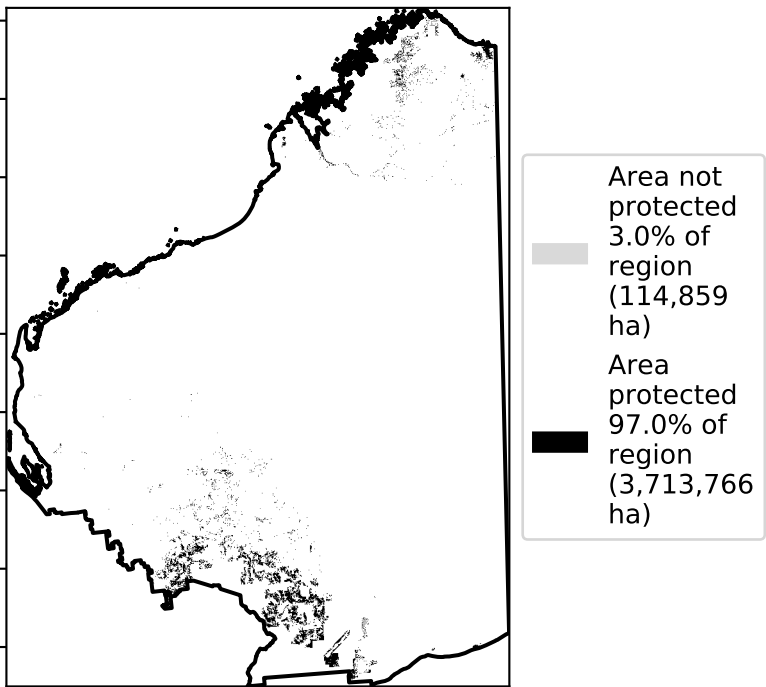 Area not
protected
3.0% of
region
(114,859
ha)
Area
protected
97.0% of
region
(3,713,766
ha)